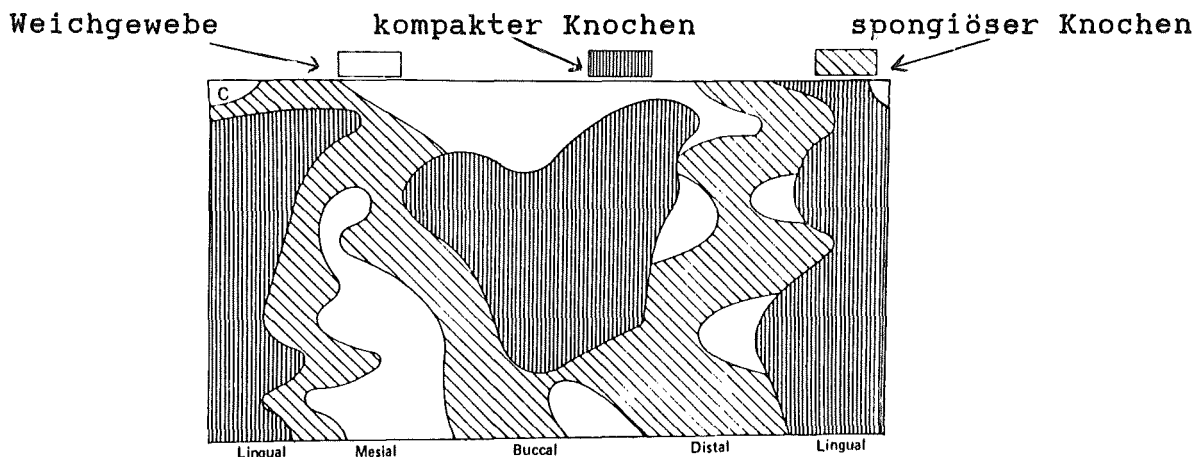 Weichgewebe kompakter Knochen spongiöser Knochen
C
Lingual Mesial Buccal Distal Lingual